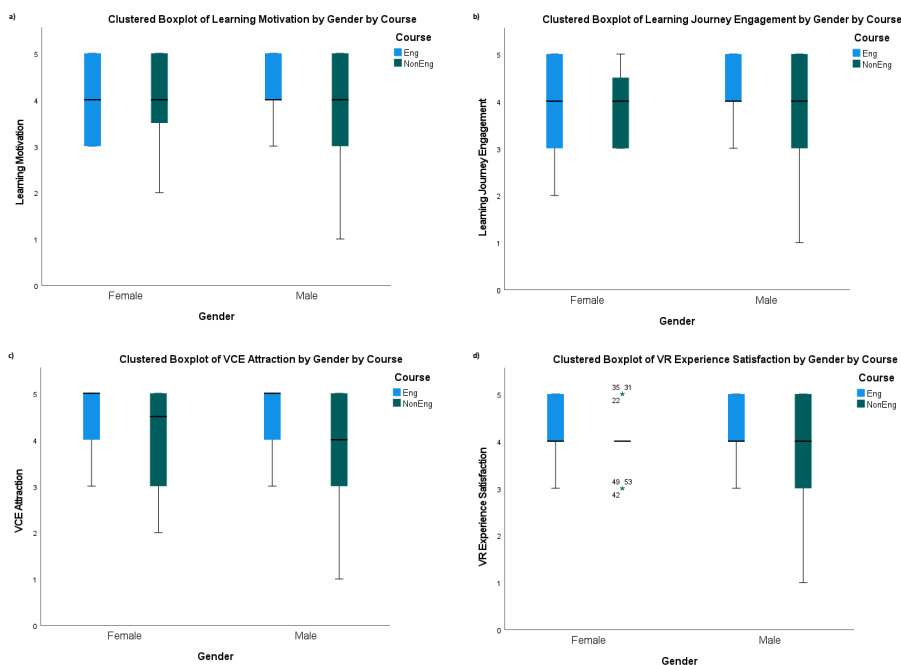 a)
Clustered Boxplot of Learning Motivation by Gender by Course
Course
Eng
NonEng
5
4
3
2
1
0
Learning Motivation
Female
Male
Gender
b)
Clustered Boxplot of Learning Journey Engagement by Gender by Course
Course
Eng
NonEng
5
4
3
2
1
0
Learning Journey Engagement
Female
Male
Gender
c)
Clustered Boxplot of VCE Attraction by Gender by Course
Course
Eng
NonEng
5
4
3
2
1
0
VCE Attraction
Female
Male
Gender
d)
Clustered Boxplot of VR Experience Satisfaction by Gender by Course
Course
Eng
NonEng
5
4
3
2
1
0
VR Experience Satisfaction
35 31
22
49 53
42
Female
Male
Gender